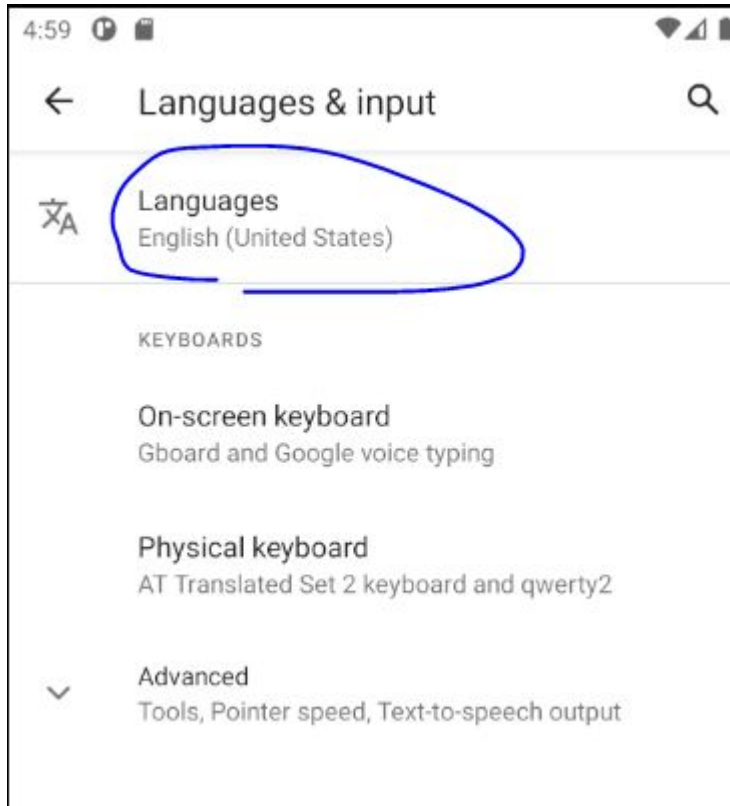 4:59
Languages & input
Languages
English (United States)
KEYBOARDS
On-screen keyboard
Gboard and Google voice typing
Physical keyboard
AT Translated Set 2 keyboard and qwerty2
Advanced
Tools, Pointer speed, Text-to-speech output